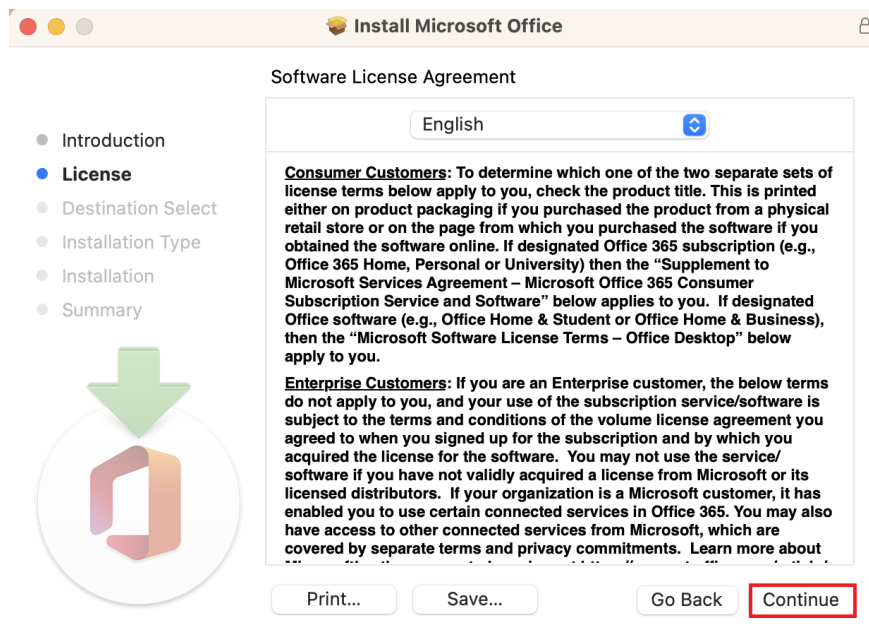 Install Microsoft Office
Software License Agreement
Introduction
License
Destination Select
Installation Type
Installation
Summary
English
Consumer Customers: To determine which one of the two separate sets of
license terms below apply to you, check the product title. This is printed
either on product packaging if you purchased the product from a physical
retail store or on the page from which you purchased the software if you
obtained the software online. If designated Office 365 subscription (e.g.,
Office 365 Home, Personal or University) then the “Supplement to
Microsoft Services Agreement – Microsoft Office 365 Consumer
Subscription Service and Software” below applies to you.  If designated
Office software (e.g., Office Home & Student or Office Home & Business),
then the “Microsoft Software License Terms – Office Desktop” below
apply to you.
Enterprise Customers: If you are an Enterprise customer, the below terms
do not apply to you, and your use of the subscription service/software is
subject to the terms and conditions of the volume license agreement you
agreed to when you signed up for the subscription and by which you
acquired the license for the software.  You may not use the service/
software if you have not validly acquired a license from Microsoft or its
licensed distributors.  If your organization is a Microsoft customer, it has
enabled you to use certain connected services in Office 365. You may also
have access to other connected services from Microsoft, which are
covered by separate terms and privacy commitments.  Learn more about
Print...
Save...
Go Back
Continue